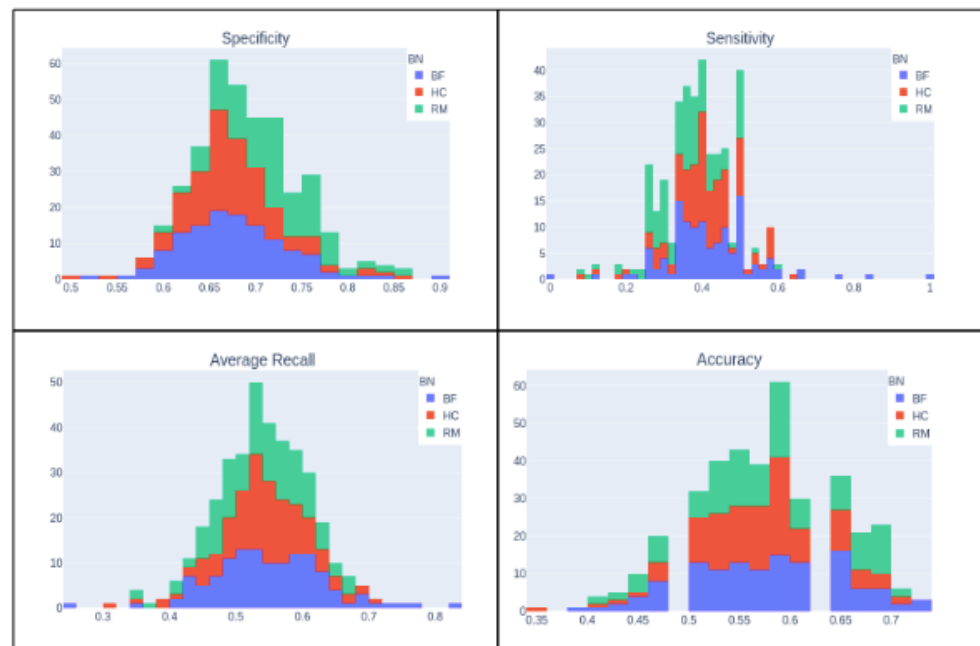 Specificity
BN
BF
HC
RM
60
50
40
30
20
10
0
0.5 0.55 0.6 0.65 0.7 0.75 0.8 0.85 0.9
Sensitivity
BN
BF
HC
RM
40
35
30
25
20
15
10
5
0
0 0.2 0.4 0.6 0.8 1
Average Recall
BN
BF
HC
RM
50
40
30
20
10
0
0.3 0.4 0.5 0.6 0.7 0.8
Accuracy
BN
BF
HC
RM
60
50
40
30
20
10
0
0.35 0.4 0.45 0.5 0.55 0.6 0.65 0.7